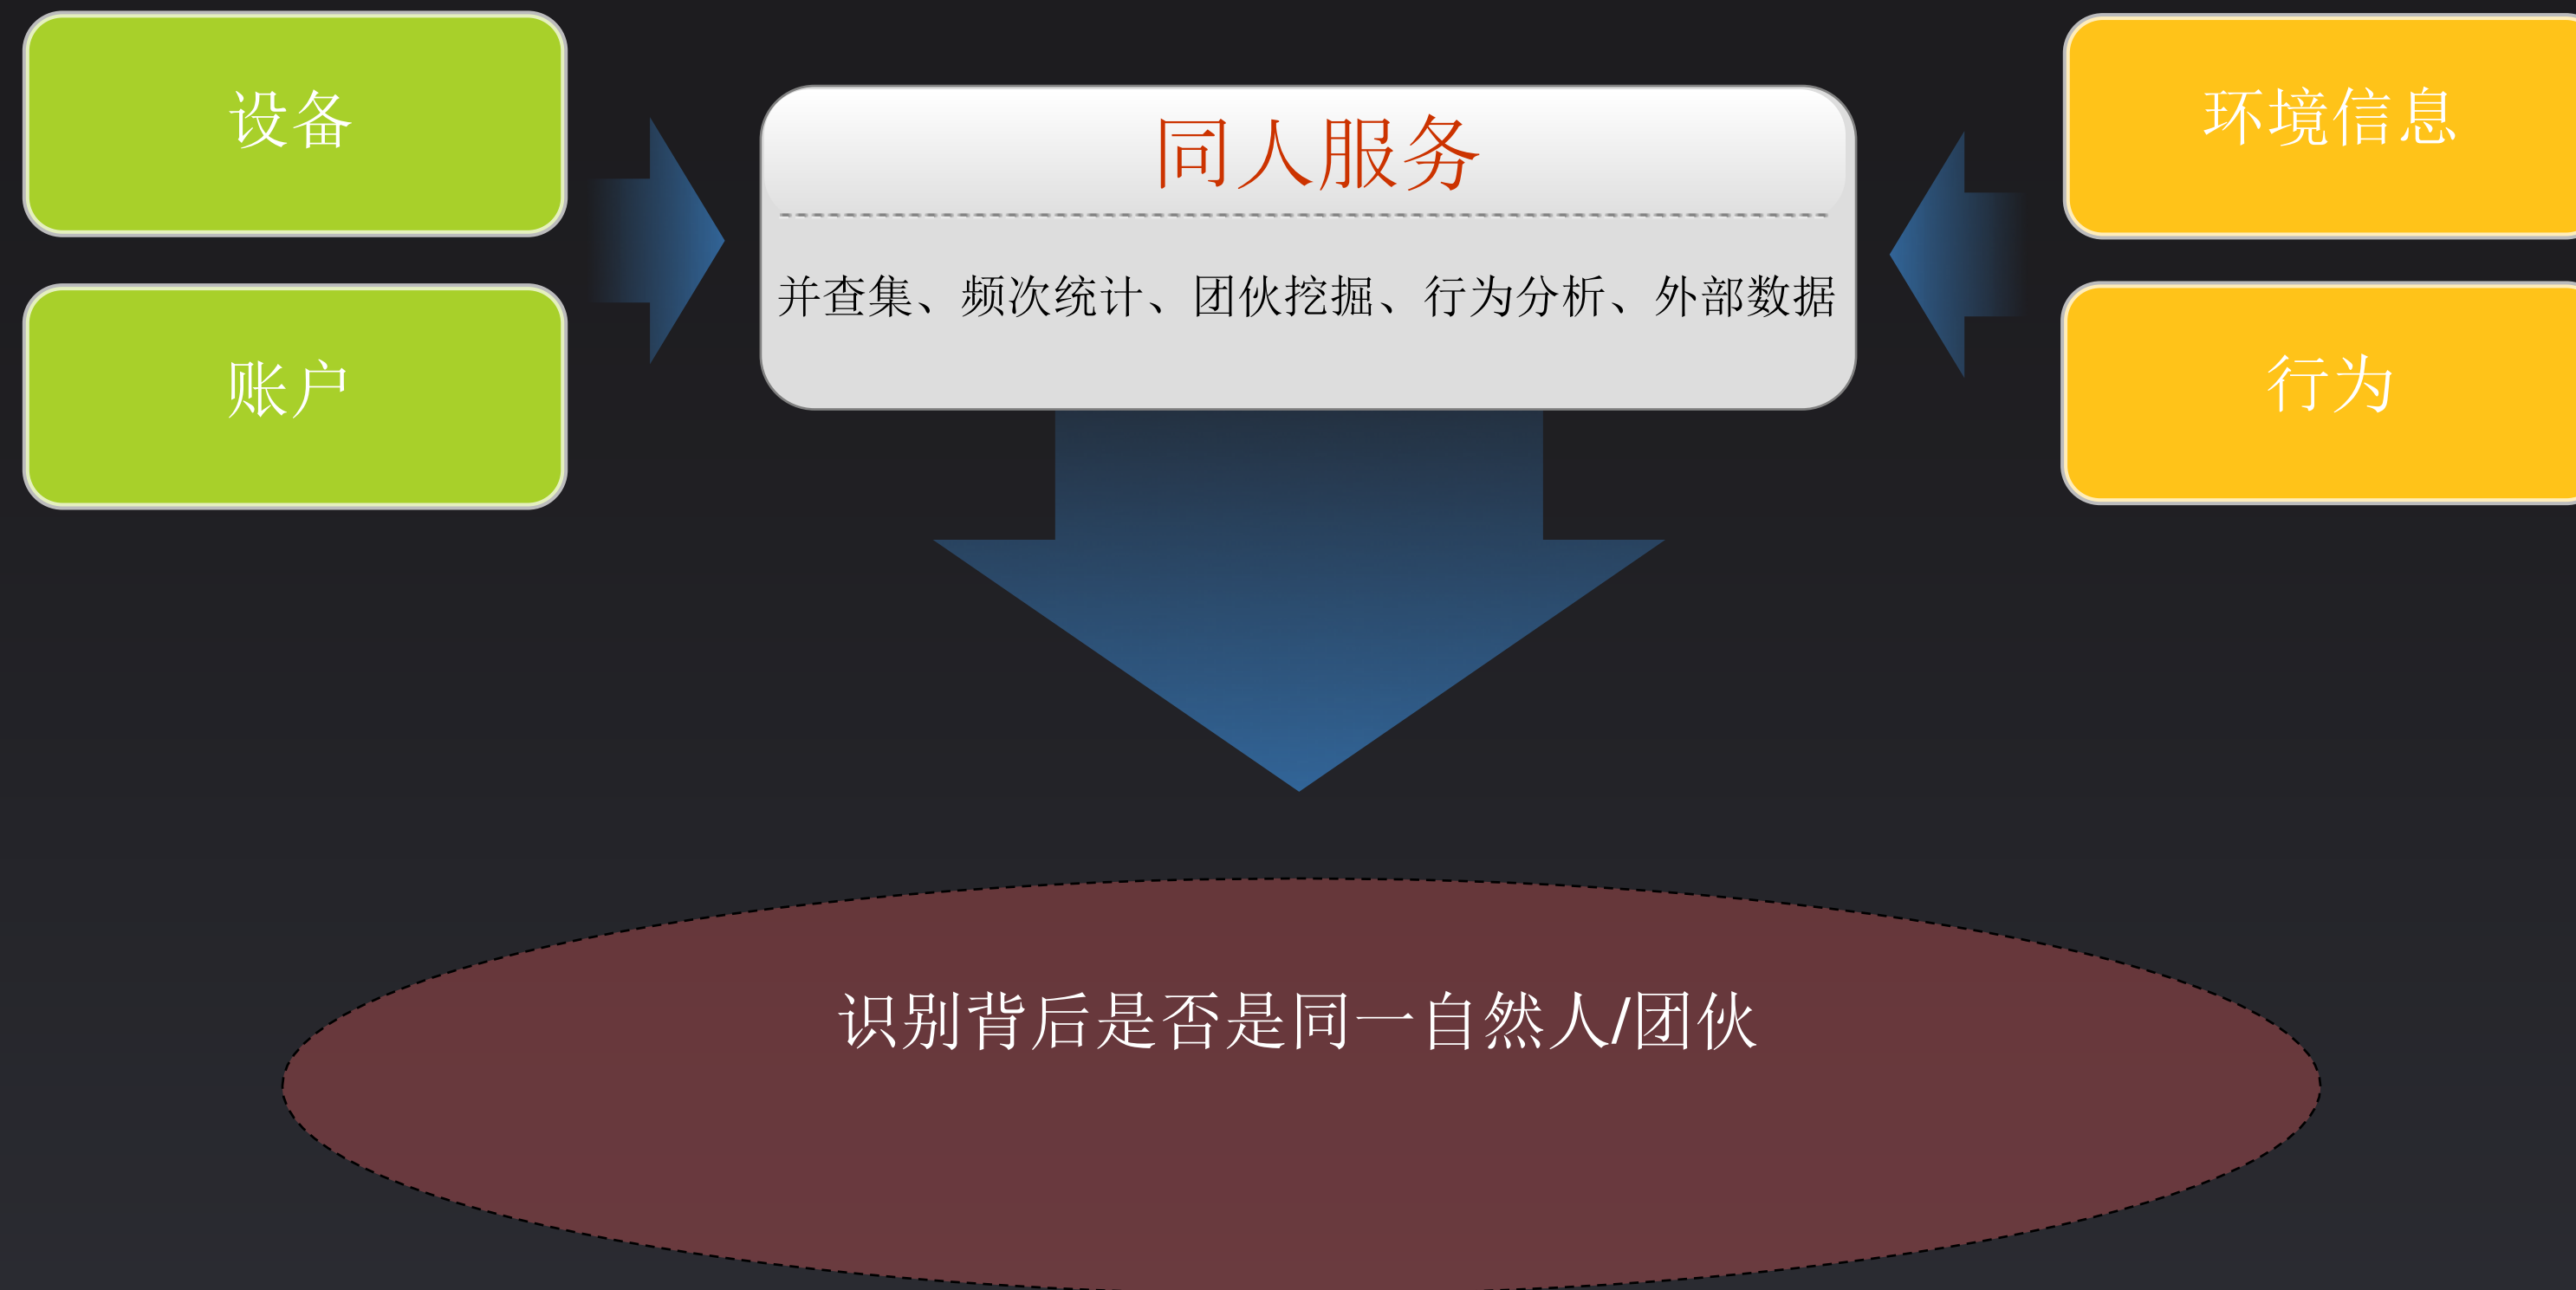 设备
账户
同人服务
并查集、频次统计、团伙挖掘、行为分析、外部数据
环境信息
行为
识别背后是否是同一自然人/团伙